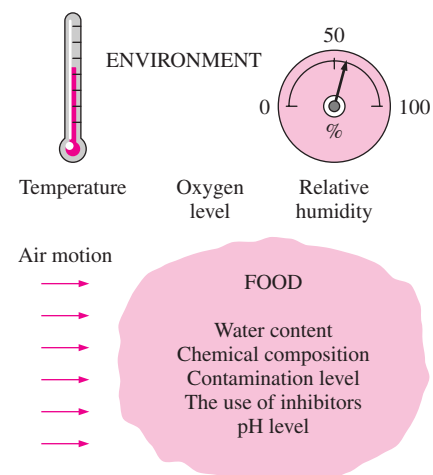 ENVIRONMENT
50
0
100
%
Temperature
Oxygen
level
Relative
humidity
Air motion
FOOD
Water content
Chemical composition
Contamination level
The use of inhibitors
pH level